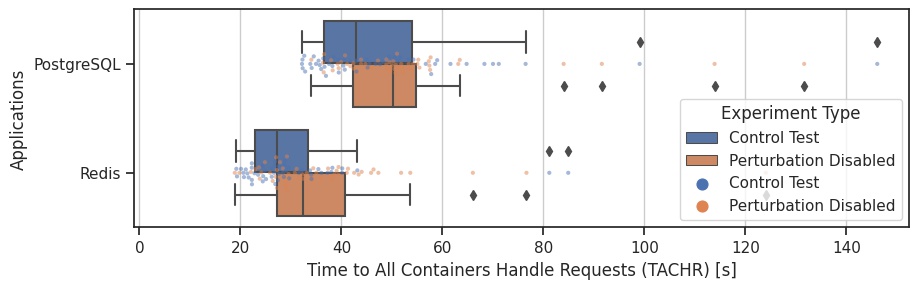 Applications
PostgreSQL
Redis
Experiment Type
Control Test
Perturbation Disabled
Control Test
Perturbation Disabled
0 20 40 60 80 100 120 140
Time to All Containers Handle Requests (TACHR) [s]